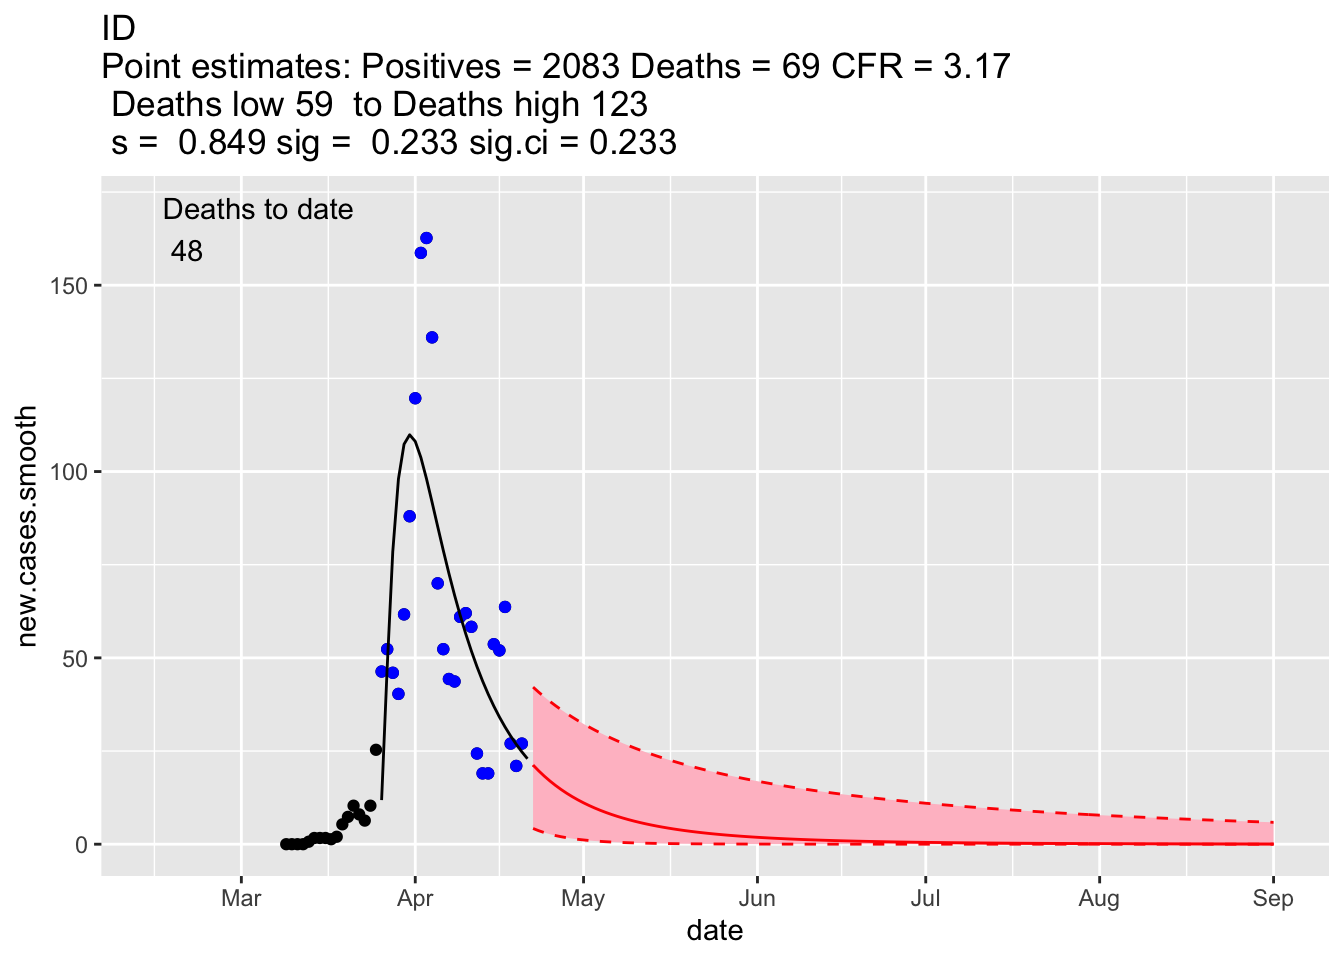 ID
Point estimates: Positives = 2083 Deaths = 69 CFR = 3.17
Deaths low 59  to Deaths high 123
s =  0.849 sig =  0.233 sig.ci = 0.233
Deaths to date
48
150
100
50
0
new.cases.smooth
Mar Apr May Jun Jul Aug Sep
date